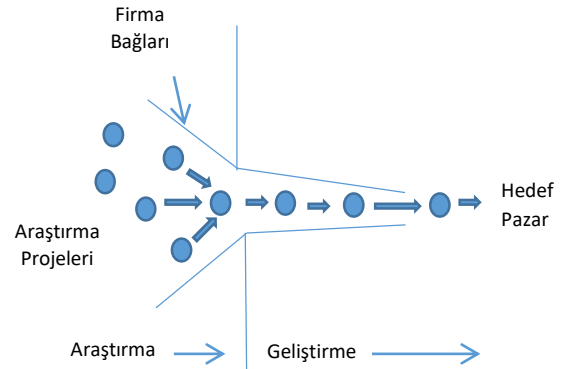 Firma
Bağları
Araştırma
Projeleri
Hedef
Pazar
Araştırma
Geliştirme